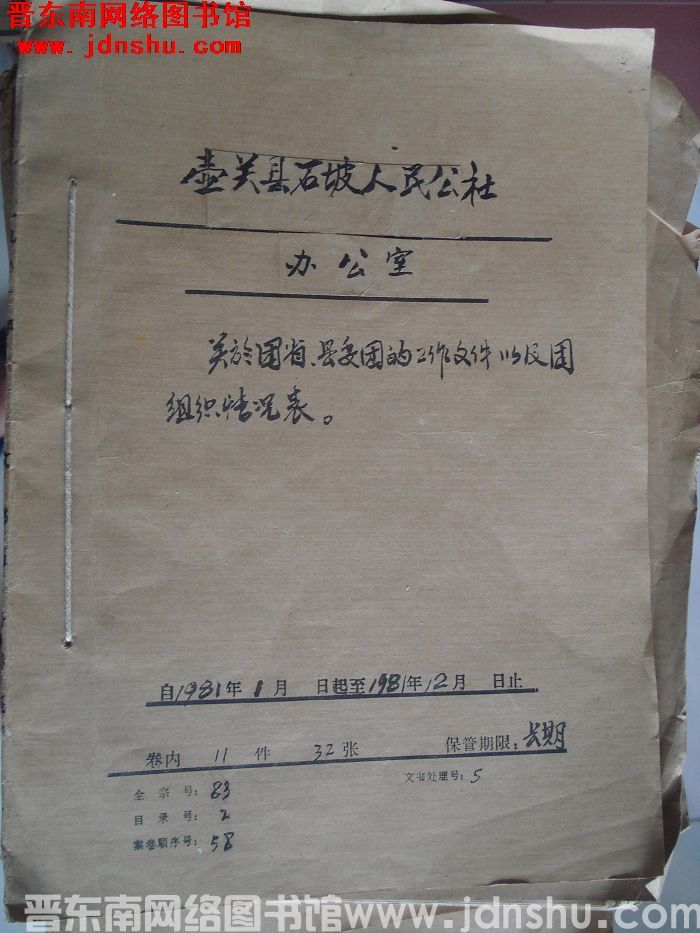 晋东南网络图书馆
www.jdnshu.com
壶关县石坡人民公社
办公室
关於团省、县委团的工作文件以及团
组织情况表。
自1981年1月 日起至1981年12月 日止
卷内 11 件 32 张 保管期限:长期
全宗号:83 文书处理号:5
目录号:2
案卷顺序号:58
晋东南网络图书馆www.jdnshu.com